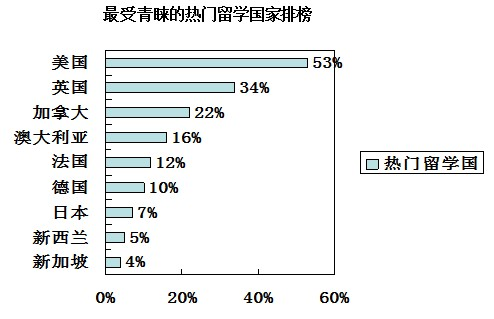 最受青睐的热门留学国家排榜
美国 53%
英国 34%
加拿大 22%
澳大利亚 16%
法国 12%
德国 10%
日本 7%
新西兰 5%
新加坡 4%
0% 20% 40% 60%
热门留学国